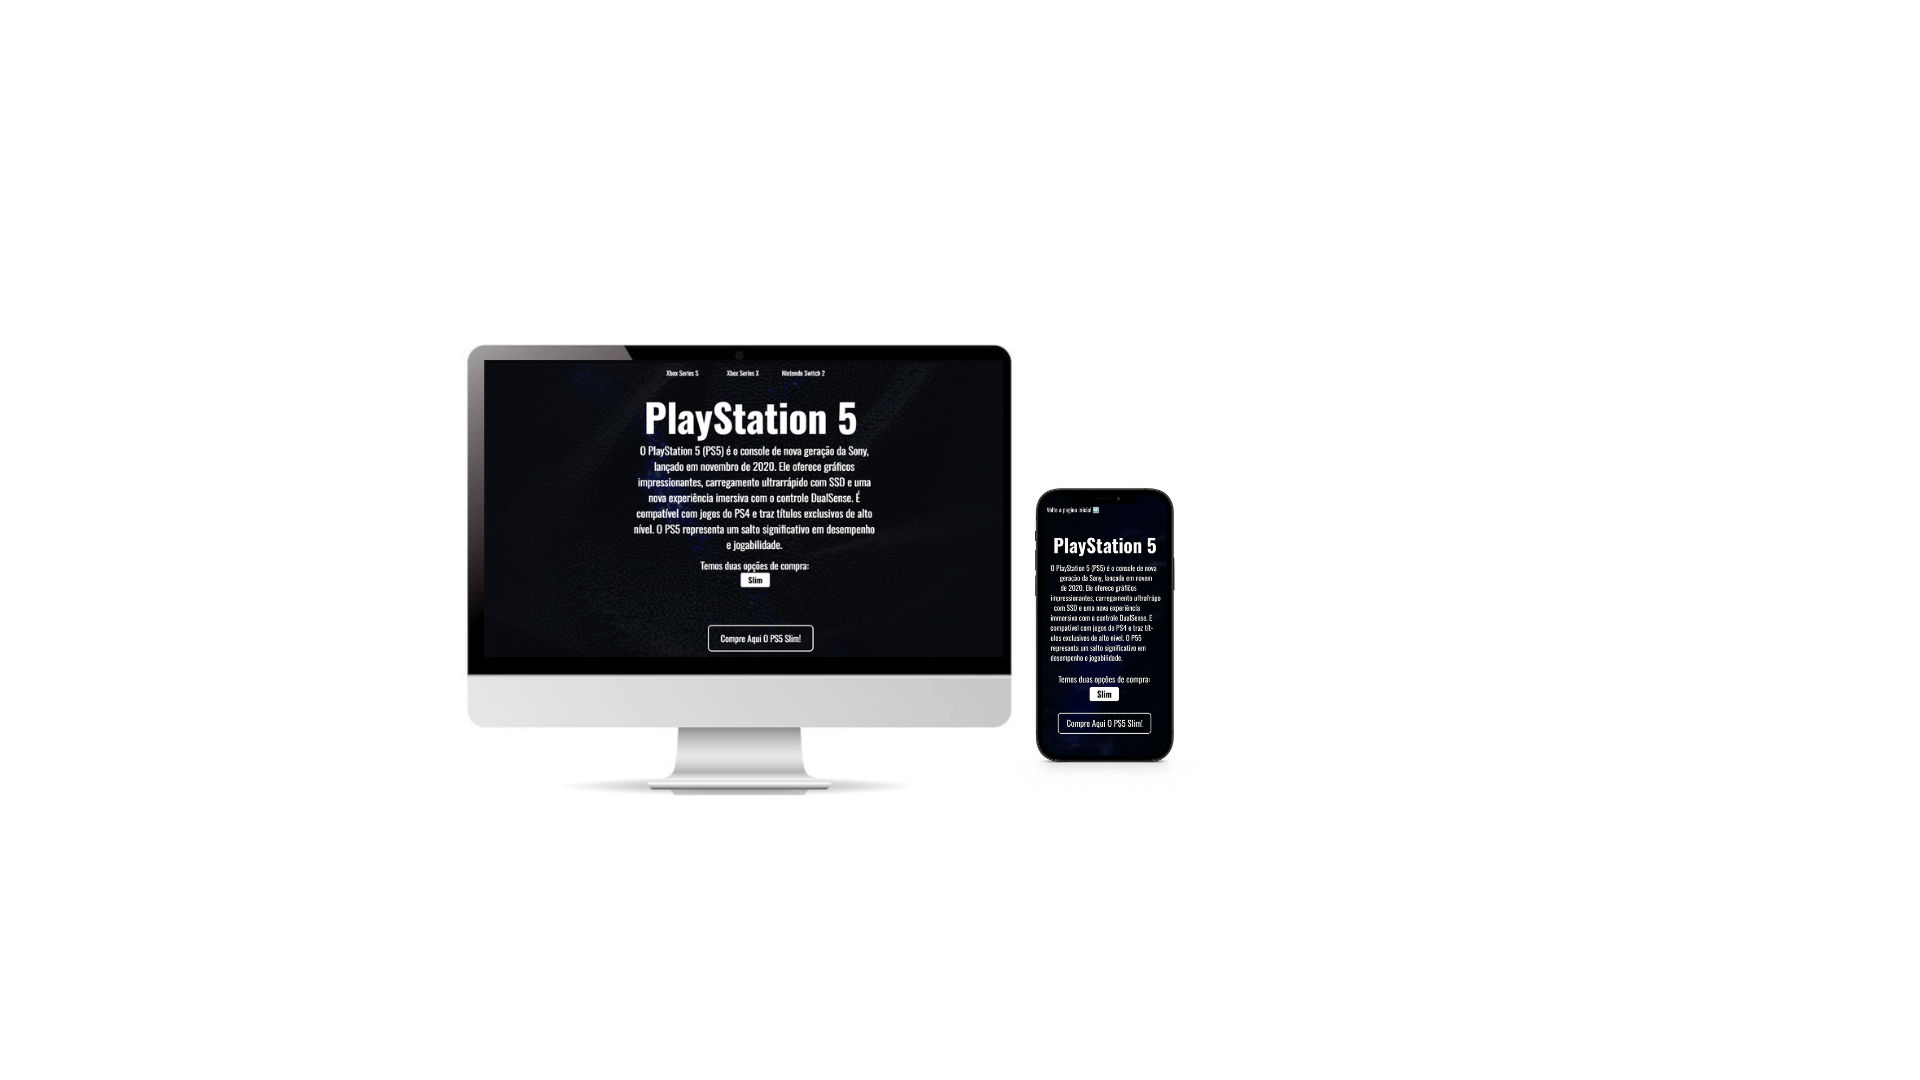 Xbox Series S Xbox Series X Nintendo Switch 2
PlayStation 5
O PlayStation 5 (PS5) é o console de nova geração da Sony,
lançado em novembro de 2020. Ele oferece gráficos
impressionantes, carregamento ultrarrápido com SSD e uma
nova experiência imersiva com o controle DualSense. É
compatível com jogos do PS4 e traz títulos exclusivos de alto
nível. O PS5 representa um salto significativo em desempenho
e jogabilidade.
Temos duas opções de compra:
Slim
Compre Aqui O PS5 Slim!
Volte a pagina inicial
PlayStation 5
O PlayStation 5 (PS5) é o console de nova
geração da Sony, lançado em novem
de 2020. Ele oferece gráficos
impressionantes, carregamento ultrafrápo
com SSD e uma nova experiência
immersiva com o controle DualSense. E
compatível com jogos do PS4 e traz tít-
ulos exclusivos de alto nível. O PS5
representa um salto significativo em
desempenho e jogabilidade.
Temos duas opções de compra:
Slim
Compre Aqui O PS5 Slim!